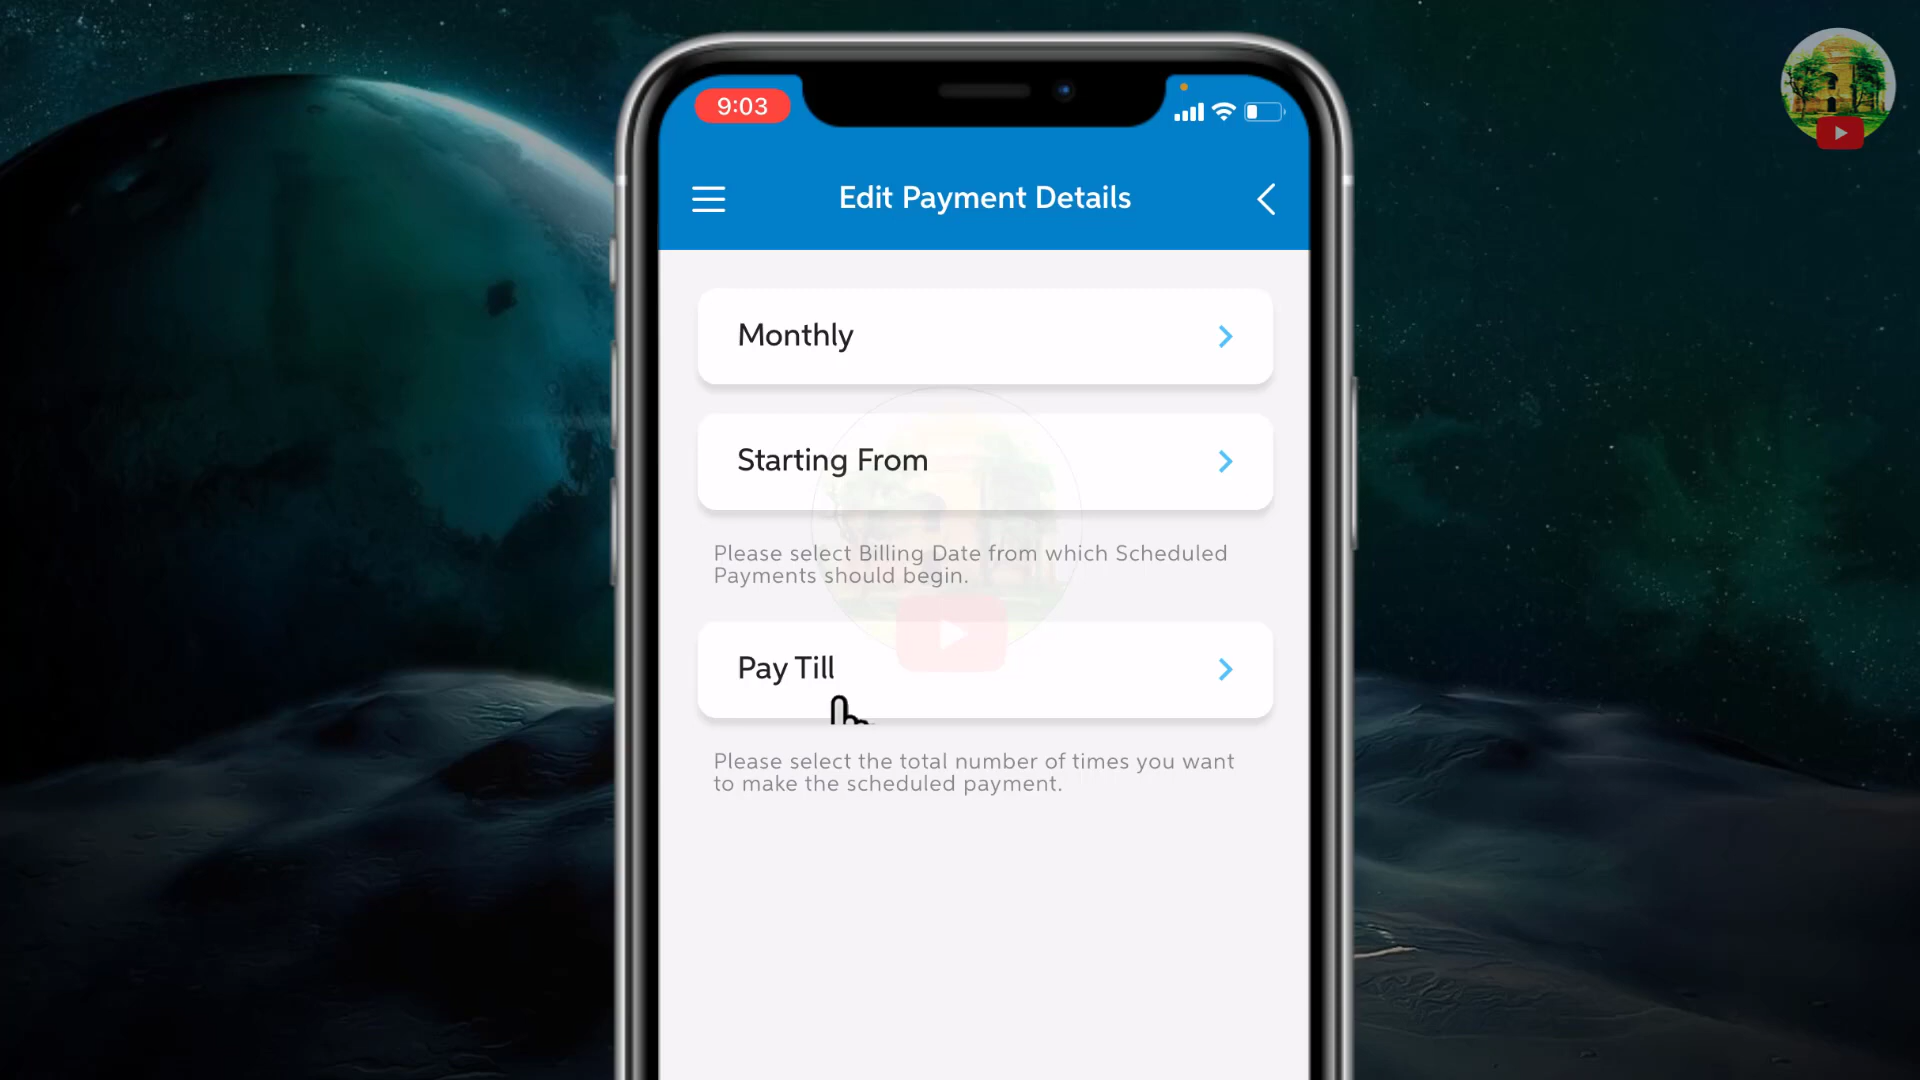 9:03
Edit Payment Details
Monthly
Starting From
Please select Billing Date from which Scheduled
Payments should begin.
Pay Till
Please select the total number of times you want
to make the scheduled payment.